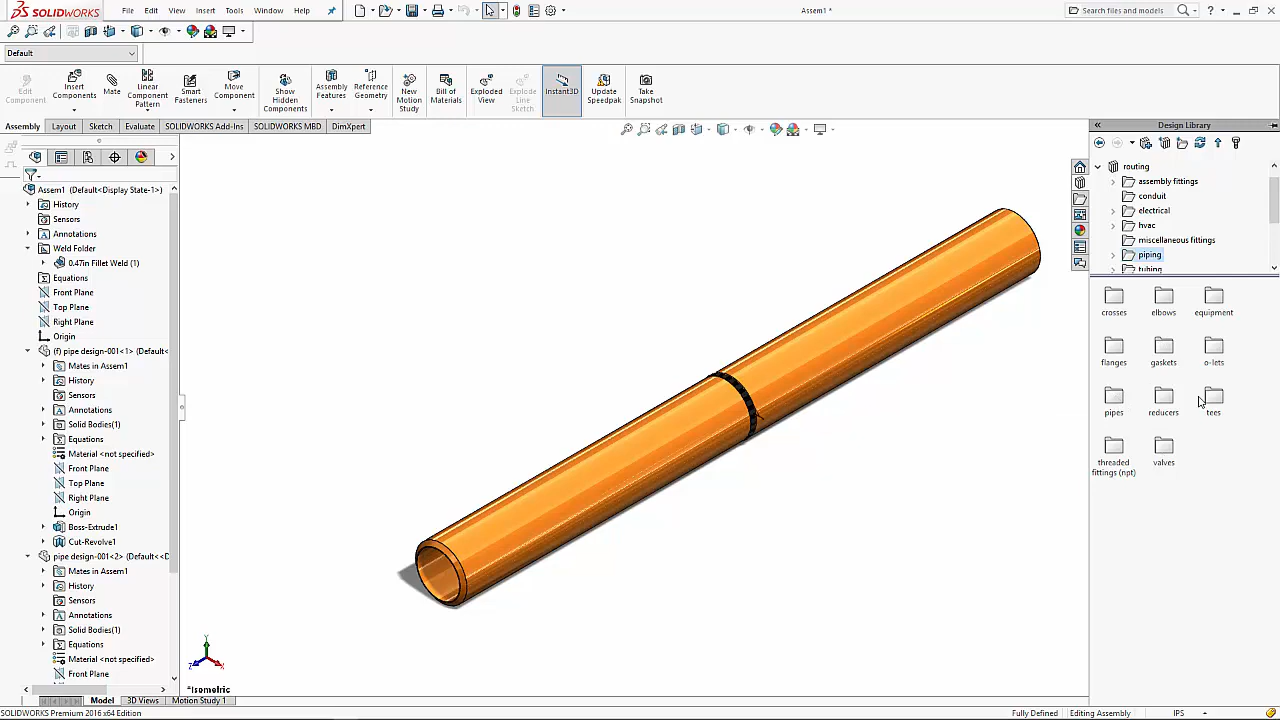 SOLIDWORKS
File Edit View Insert Tools Window Help
Assem1 *
Search files and models
Default
Edit Component
Insert Components
Mate
Linear Component Pattern
Smart Fasteners
Move Component
Show Hidden Components
Assembly Features
Reference Geometry
New Motion Study
Bill of Materials
Exploded View
Explode Line Sketch
Instant3D
Update Speedpak
Take Snapshot
Assembly Layout Sketch Evaluate SOLIDWORKS Add-Ins SOLIDWORKS MBD DimXpert
Assem1 (Default<Display State-1>)
History
Sensors
Annotations
Weld Folder
0.47in Fillet Weld (1)
Equations
Front Plane
Top Plane
Right Plane
Origin
(f) pipe design-001<1> (Default<
Mates in Assem1
History
Sensors
Annotations
Solid Bodies(1)
Equations
Material <not specified>
Front Plane
Top Plane
Right Plane
Origin
Boss-Extrude1
Cut-Revolve1
pipe design-001<2> (Default<<D
Mates in Assem1
History
Sensors
Annotations
Solid Bodies(1)
Equations
Material <not specified>
Front Plane
Y
Z X
*Isometric
Design Library
routing
assembly fittings
conduit
electrical
hvac
miscellaneous fittings
piping
tubing
crosses elbows equipment
flanges gaskets o-lets
pipes reducers tees
threaded fittings (npt) valves
Model 3D Views Motion Study 1
SOLIDWORKS Premium 2016 x64 Edition
Fully Defined Editing Assembly IPS